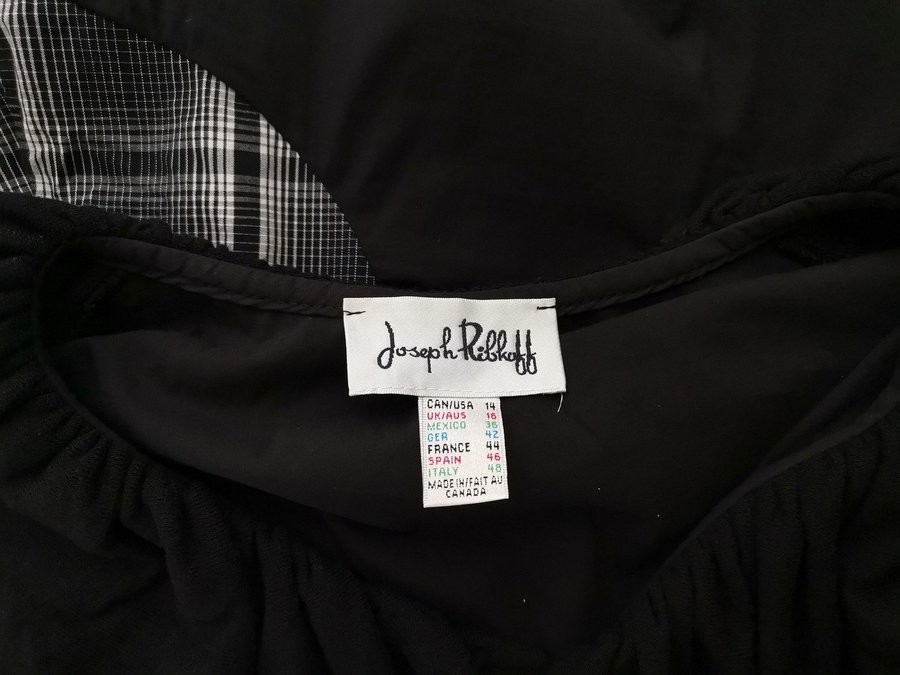 Joseph Ribkoff
CAN/USA 14
UK/AUS 16
MEXICO 36
GER 42
FRANCE 44
SPAIN 46
ITALY 48
MADE IN/FAIT AU
CANADA